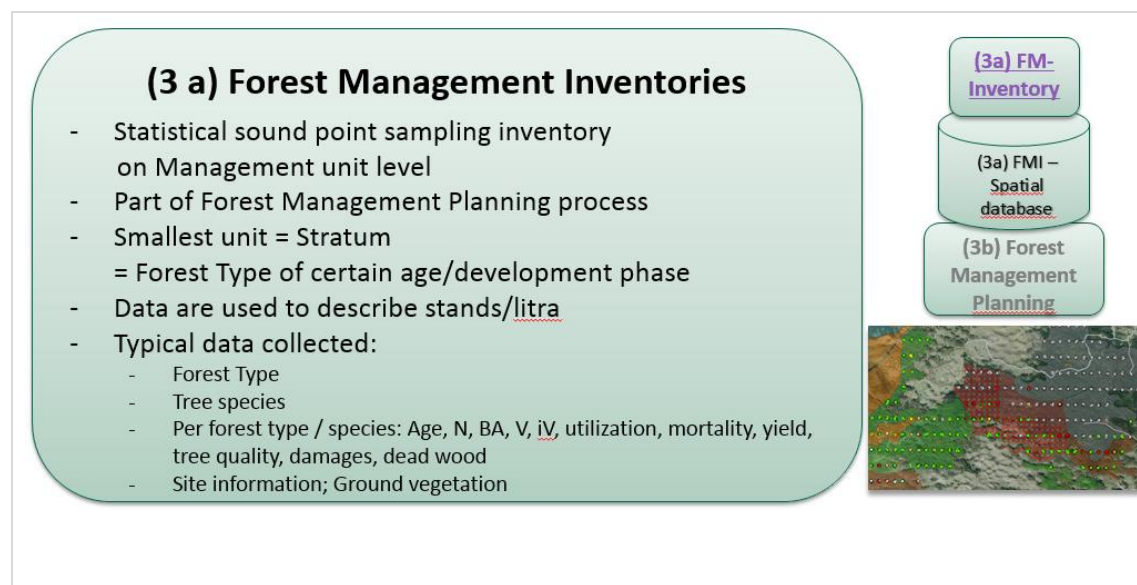 (3 a) Forest Management Inventories
- Statistical sound point sampling inventory
on Management unit level
- Part of Forest Management Planning process
- Smallest unit = Stratum
= Forest Type of certain age/development phase
- Data are used to describe stands/litra
- Typical data collected:
- Forest Type
- Tree species
- Per forest type / species: Age, N, BA, V, iV, utilization, mortality, yield,
tree quality, damages, dead wood
- Site information; Ground vegetation
(3a) FM-
Inventory
(3a) FMI –
Spatial
database
(3b) Forest
Management
Planning